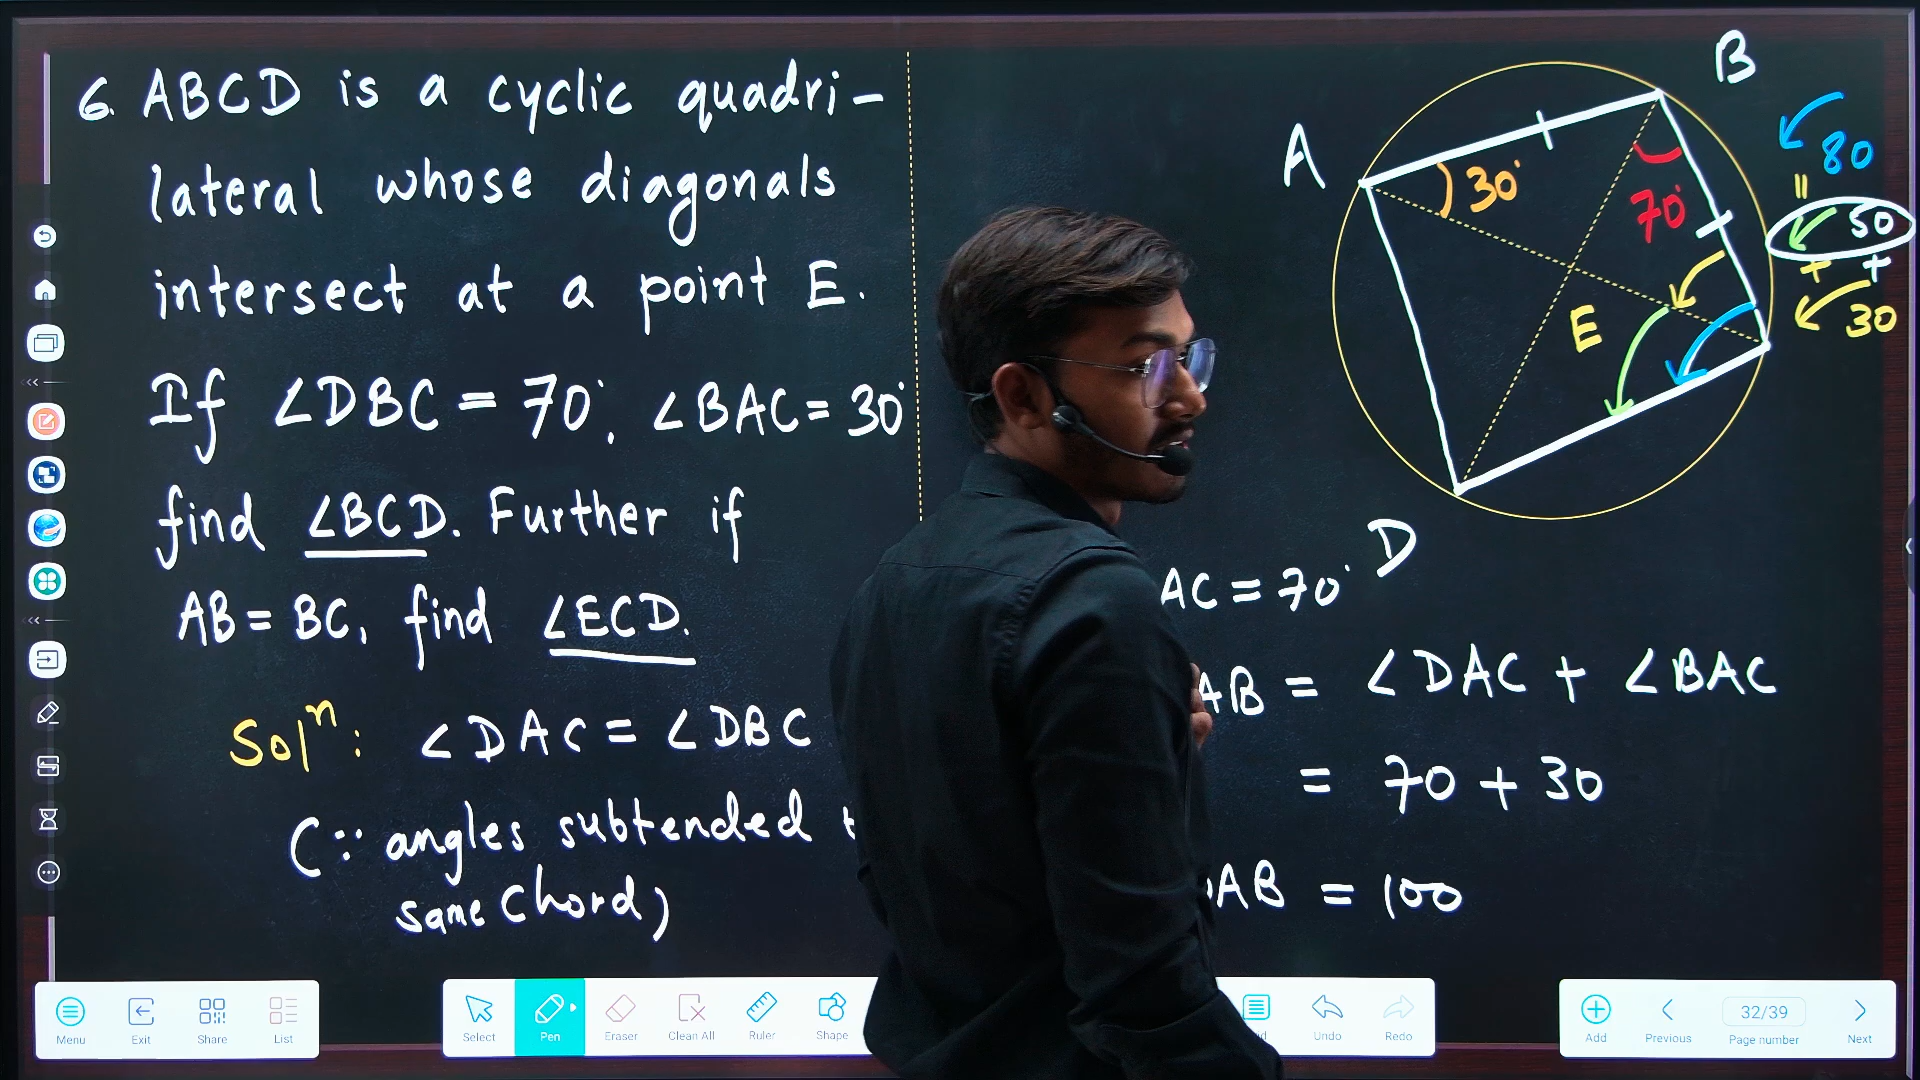 6. ABCD is a cyclic quadri-
lateral whose diagonals
intersect at a point E.
If ∠DBC = 70°, ∠BAC = 30°
find ∠BCD. Further if
AB = BC, find ∠ECD.
Solⁿ: ∠DAC = ∠DBC
(∵ angles subtended
same Chord)
B
A
30°
70°
80
=
50
+ +
30
E
D
AC = 70°
AB = ∠DAC + ∠BAC
= 70 + 30
AB = 100
Menu Exit Share List
Select Pen Eraser Clean All Ruler Shape
Undo Redo
Add Previous 32/39 Page number Next